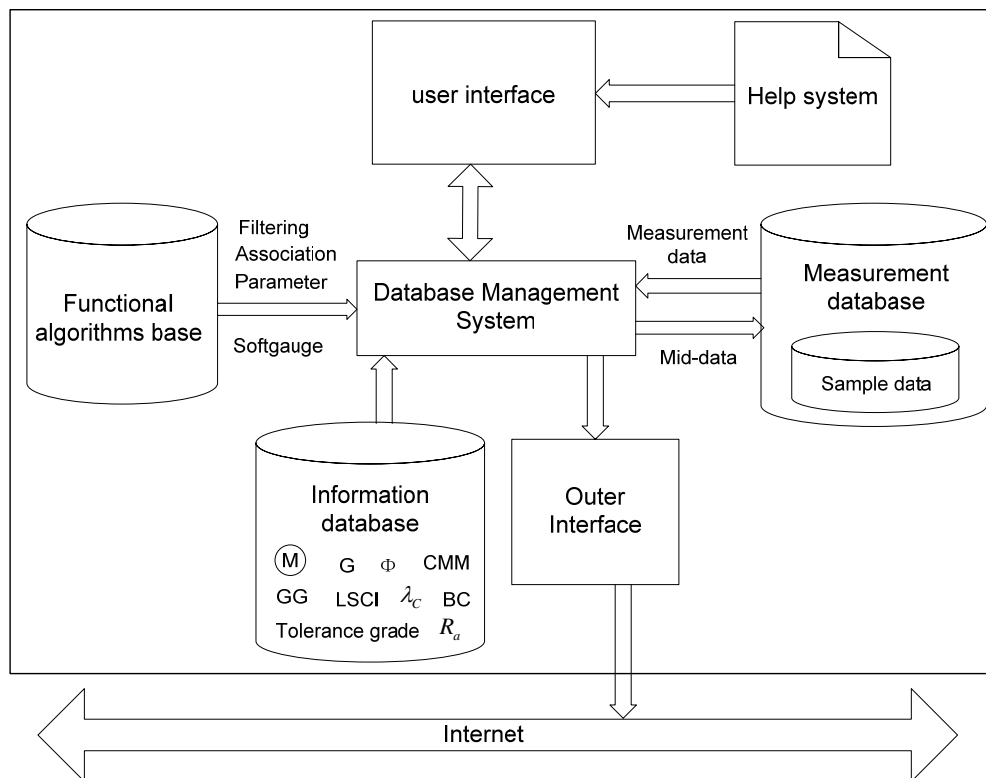 user interface
Help system
Filtering
Association
Parameter
Softgauge
Functional
algorithms base
Database Management
System
Measurement
data
Mid-data
Measurement
database
Sample data
Information
database
M G Φ CMM
GG LSCI λC BC
Tolerance grade Ra
Outer
Interface
Internet